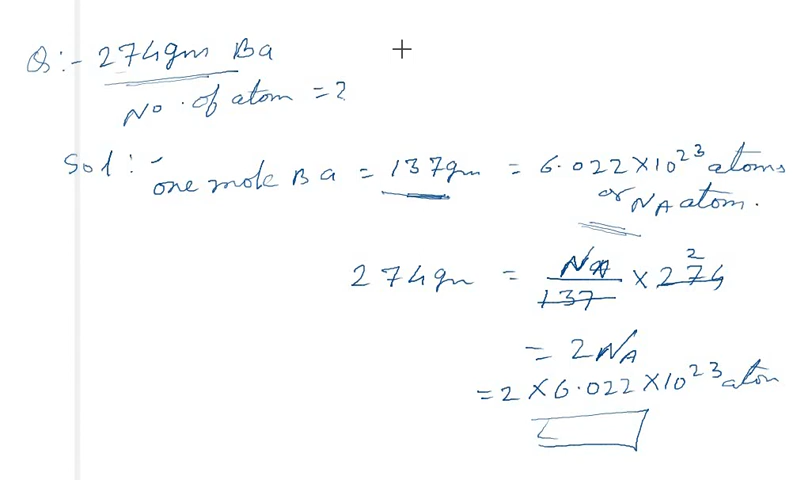 Q:- 274gm Ba
No. of atom = ?
Sol:- one mole Ba = 137gm = 6.022×10²³ atoms
or NA atom.
274gm = NA/137 × 274 2
= 2NA
= 2×6.022×10²³ atom